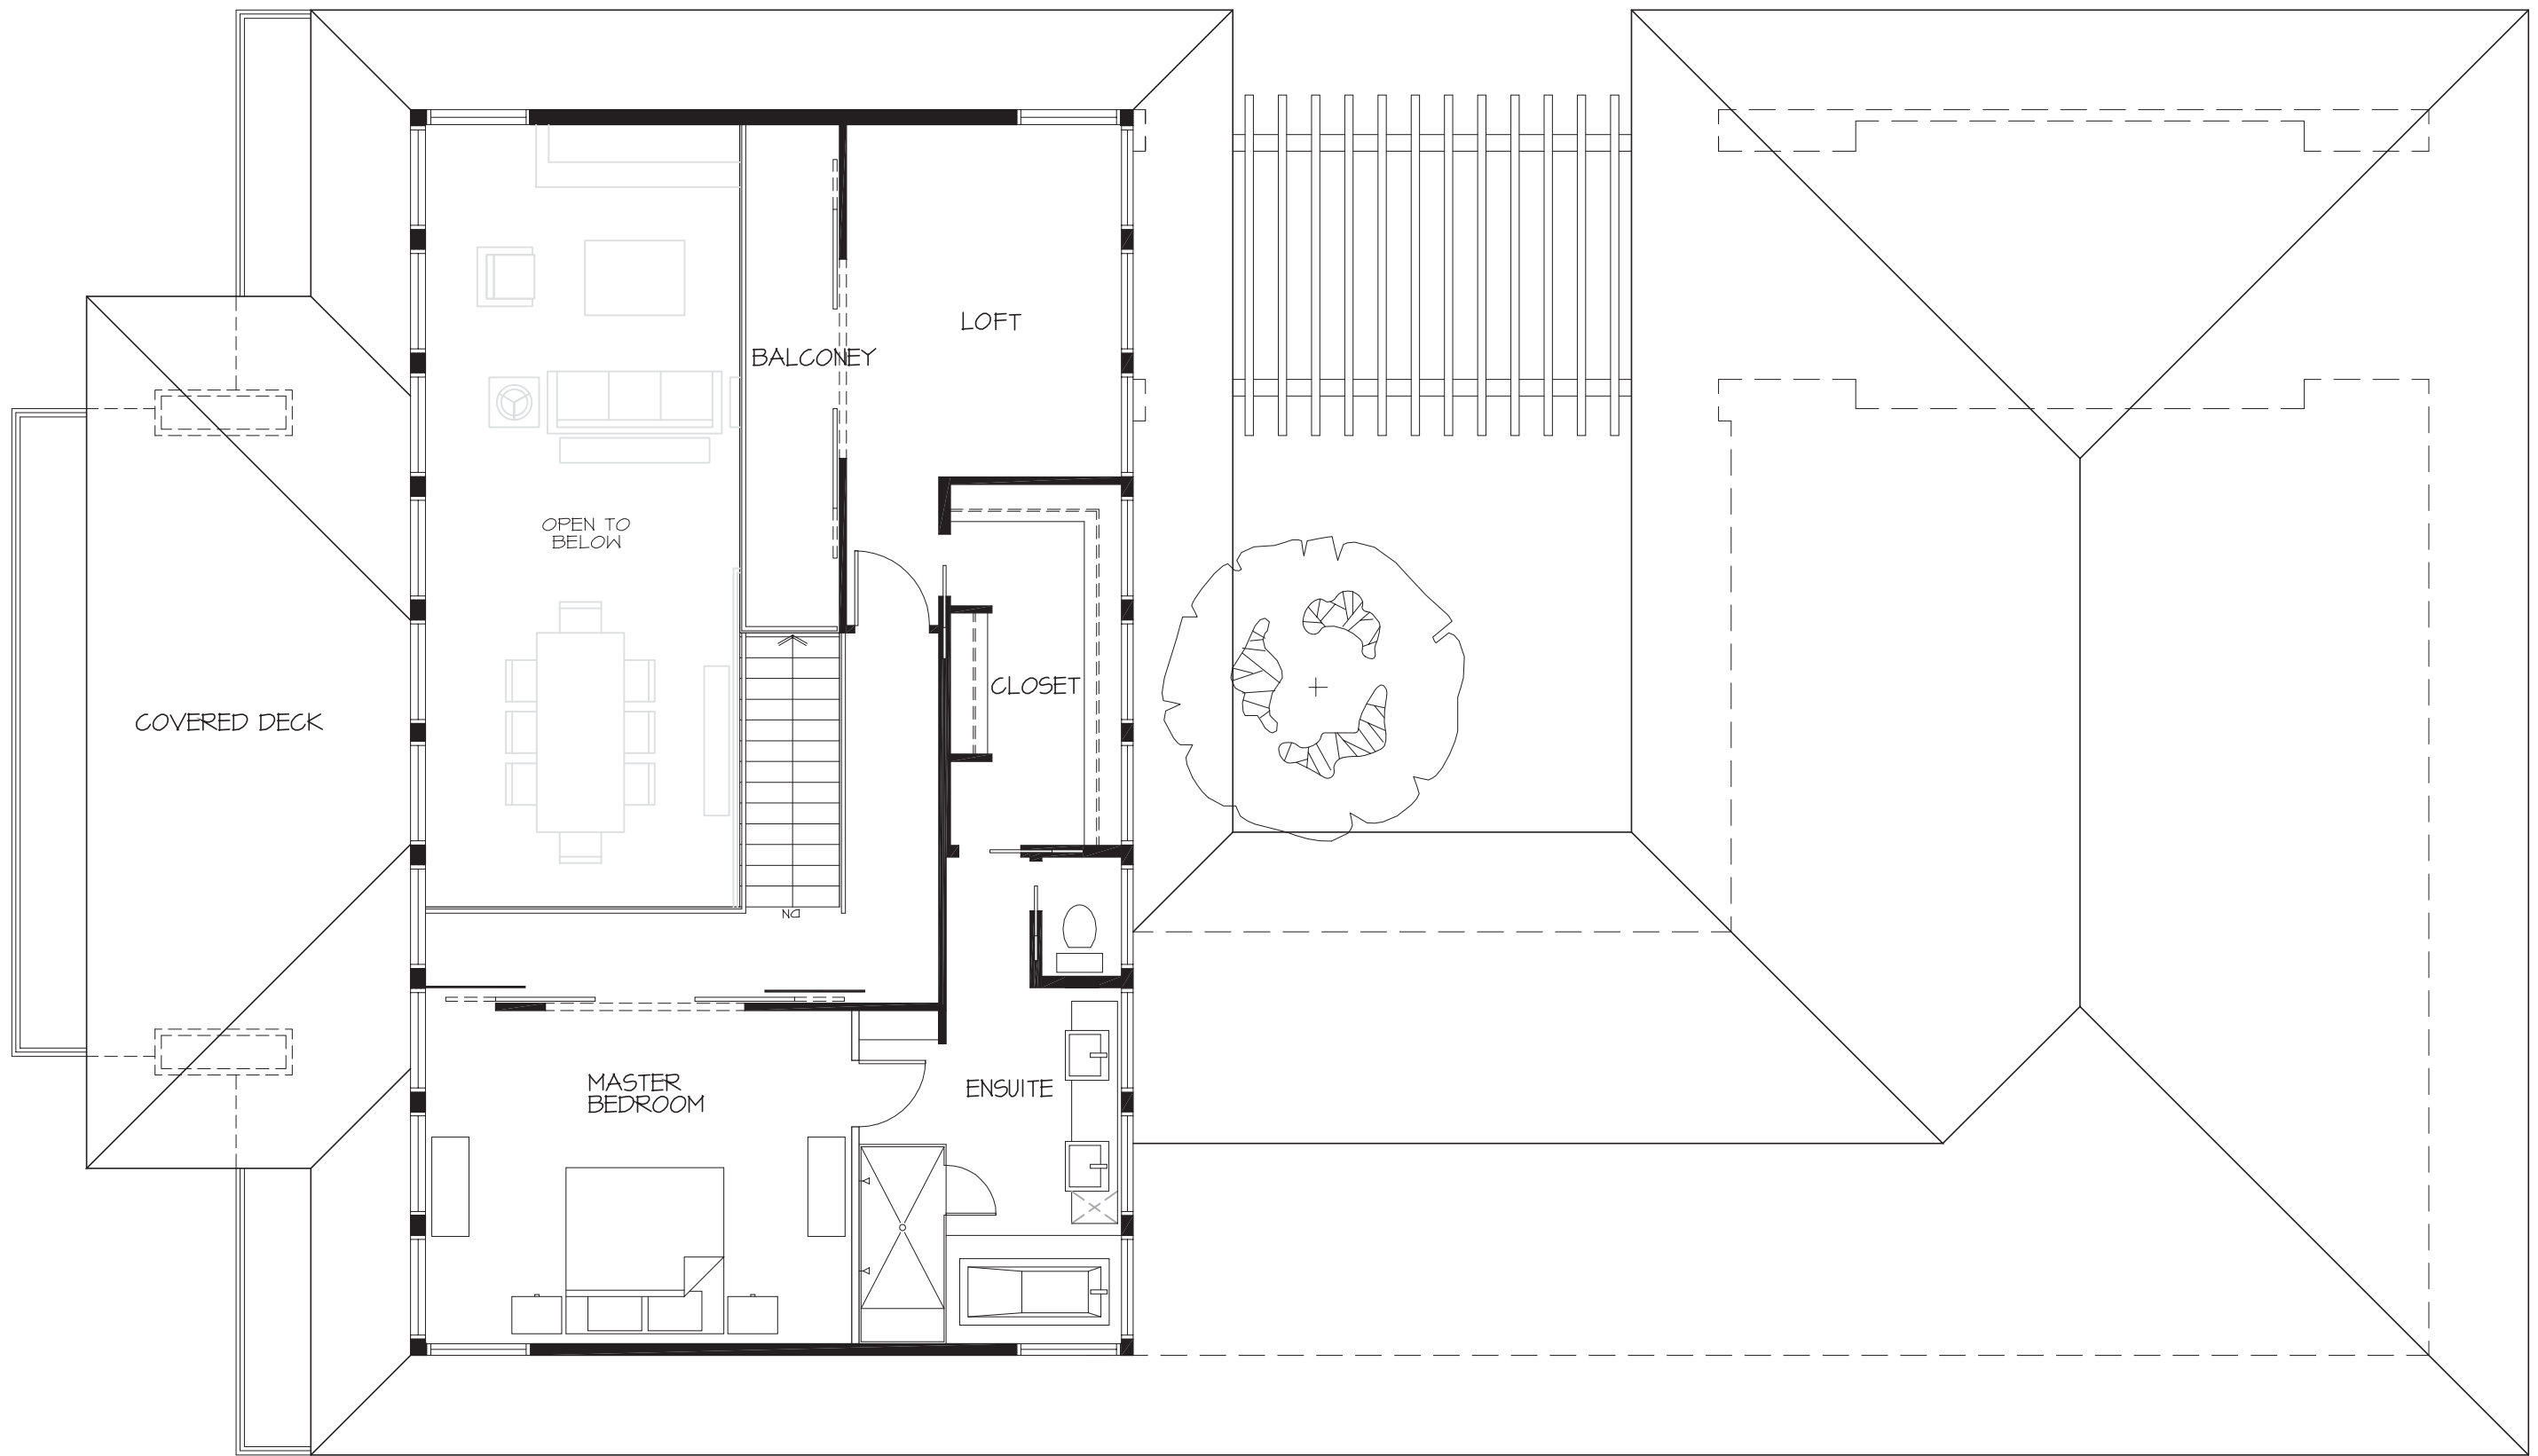 LOFT
BALCONEY
OPEN TO
BELOW
CLOSET
COVERED DECK
DN
MASTER
BEDROOM
ENSUITE